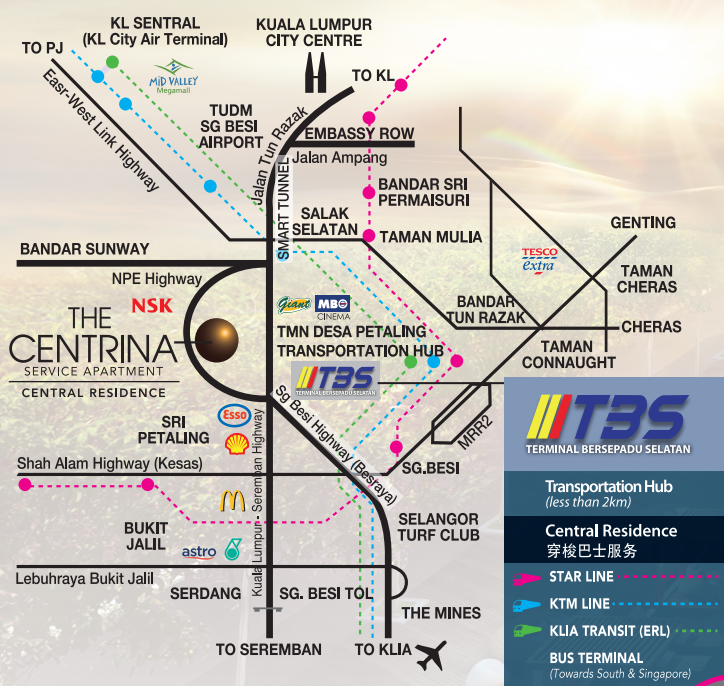 KL SENTRAL
(KL City Air Terminal)
KUALA LUMPUR
CITY CENTRE
TO PJ
MID VALLEY
Megamall
TO KL
Easr-West Link Highway
TUDM
SG BESI
AIRPORT
Jalan Tun Razak
EMBASSY ROW
Jalan Ampang
SMART TUNNEL
BANDAR SRI
PERMAISURI
SALAK
SELATAN
TAMAN MULIA
GENTING
BANDAR SUNWAY
TESCO
extra
NPE Highway
TAMAN
CHERAS
NSK
Giant
MBO
CINEMA
BANDAR
TUN RAZAK
CHERAS
THE
CENTRINA
SERVICE APARTMENT
CENTRAL RESIDENCE
TMN DESA PETALING
TRANSPORTATION HUB
TAMAN
CONNAUGHT
TBS
TERMINAL BERSEPADU SELATAN
Sg Besi Highway (Besraya)
SRI
PETALING
Esso
MRR2
TBS
TERMINAL BERSEPADU SELATAN
Shah Alam Highway (Kesas)
SG.BESI
Kuala Lumpur - Seremban Highway
Transportation Hub
(less than 2km)
BUKIT
JALIL
astro
SELANGOR
TURF CLUB
Central Residence
穿梭巴士服务
Lebuhraya Bukit Jalil
STAR LINE
SERDANG
SG. BESI TOL
KTM LINE
THE MINES
KLIA TRANSIT (ERL)
TO SEREMBAN
TO KLIA
BUS TERMINAL
(Towards South & Singapore)